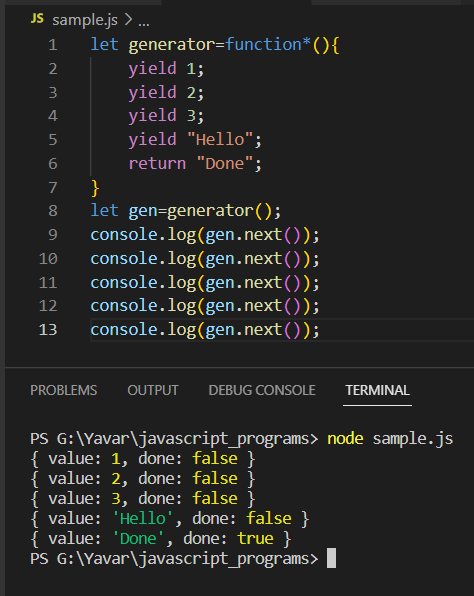 JS sample.js > ...
1 let generator=function*(){
2     yield 1;
3     yield 2;
4     yield 3;
5     yield "Hello";
6     return "Done";
7 }
8 let gen=generator();
9 console.log(gen.next());
10 console.log(gen.next());
11 console.log(gen.next());
12 console.log(gen.next());
13 console.log(gen.next());
PROBLEMS OUTPUT DEBUG CONSOLE TERMINAL
PS G:\Yavar\javascript_programs> node sample.js
{ value: 1, done: false }
{ value: 2, done: false }
{ value: 3, done: false }
{ value: 'Hello', done: false }
{ value: 'Done', done: true }
PS G:\Yavar\javascript_programs>